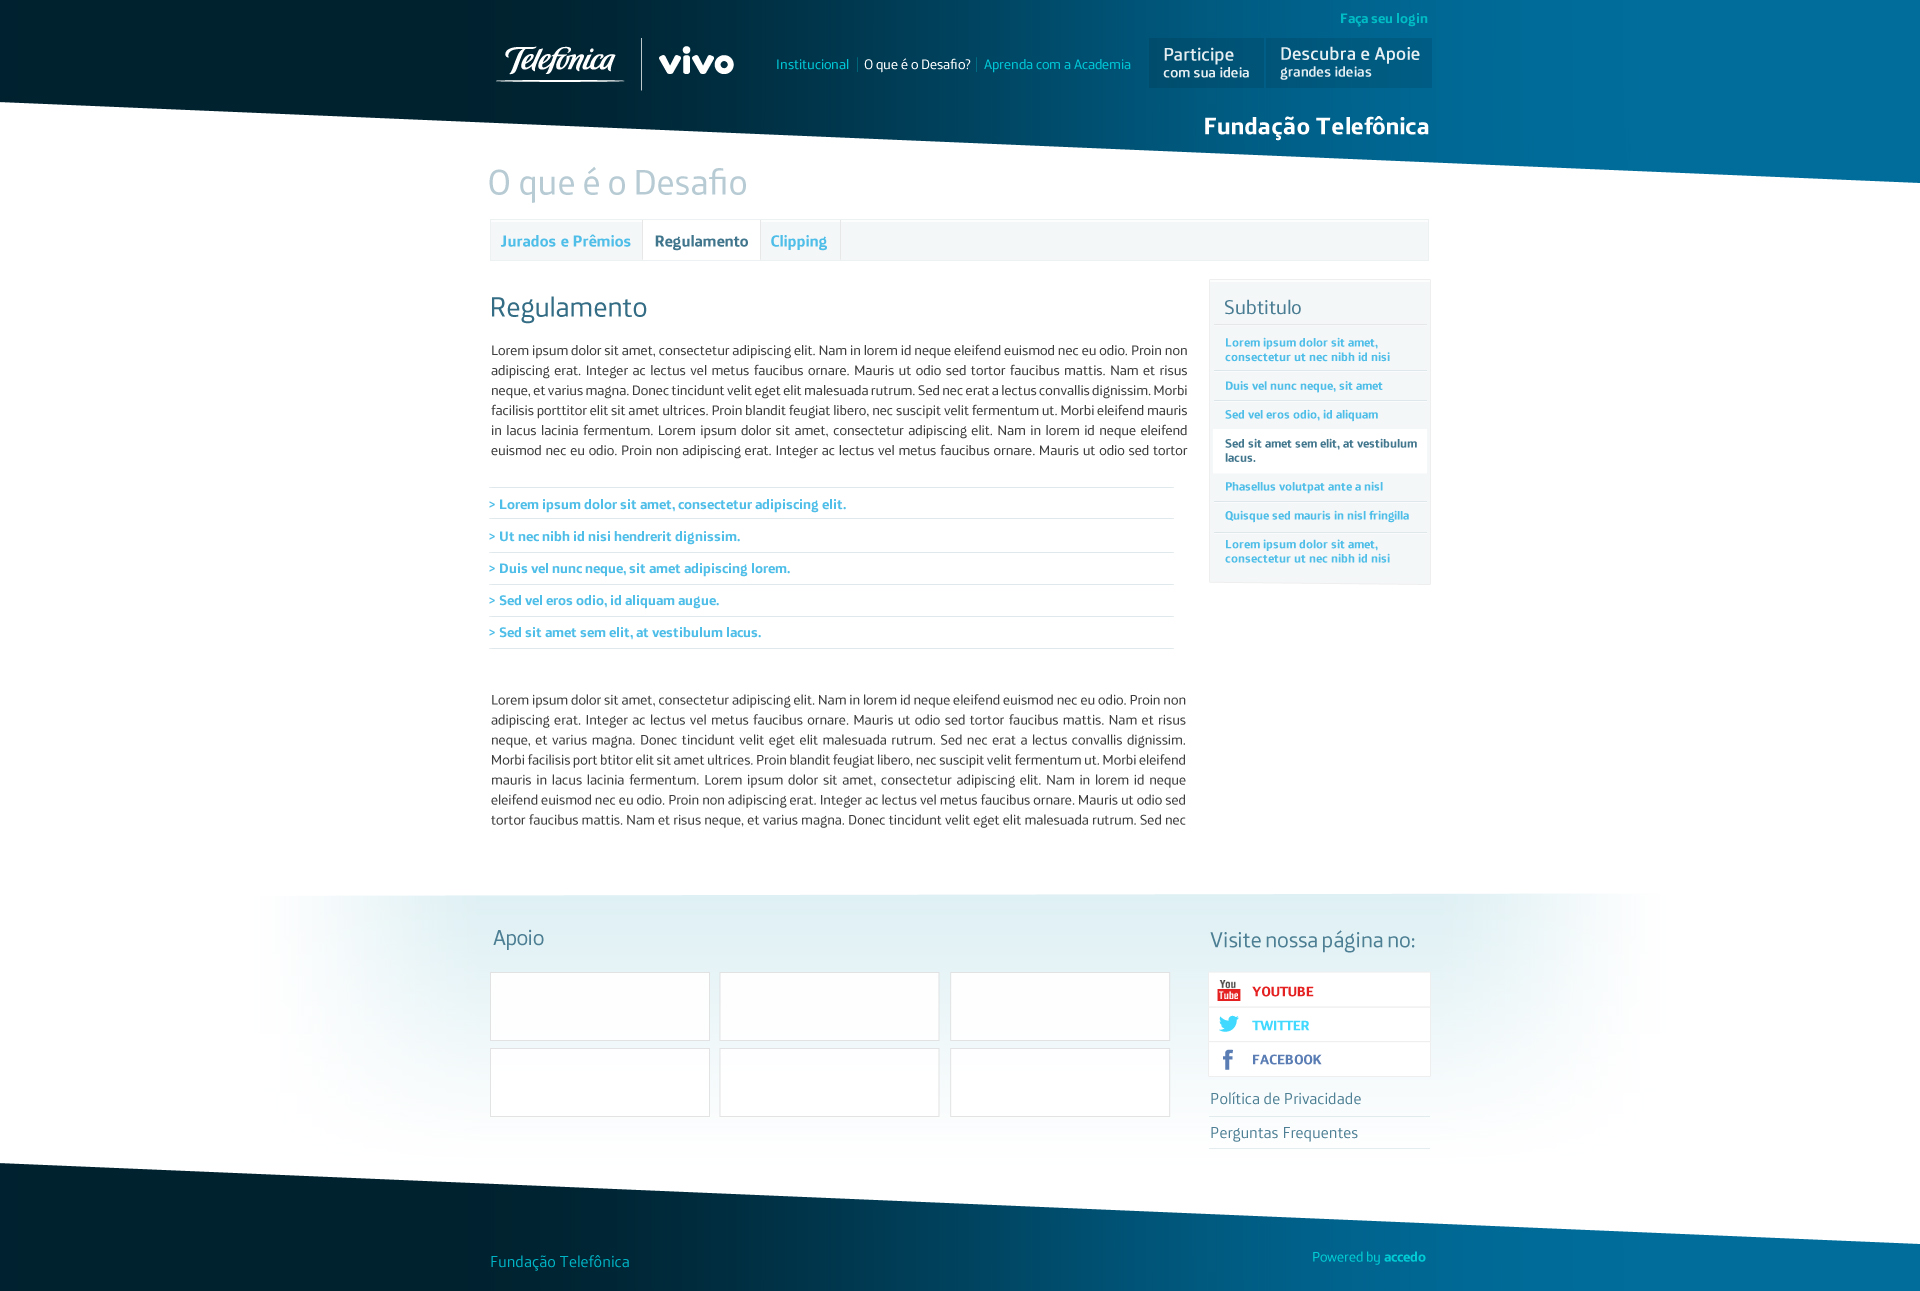 Faça seu login
Telefónica
vivo
Institucional
O que é o Desafio?
Aprenda com a Academia
Participe
com sua ideia
Descubra e Apoie
grandes ideias
Fundação Telefônica
O que é o Desafio
Jurados e Prêmios
Regulamento
Clipping
Regulamento
Lorem ipsum dolor sit amet, consectetur adipiscing elit. Nam in lorem id neque eleifend euismod nec eu odio. Proin non
adipiscing erat. Integer ac lectus vel metus faucibus ornare. Mauris ut odio sed tortor faucibus mattis. Nam et risus
neque, et varius magna. Donec tincidunt velit eget elit malesuada rutrum. Sed nec erat a lectus convallis dignissim. Morbi
facilisis porttitor elit sit amet ultrices. Proin blandit feugiat libero, nec suscipit velit fermentum ut. Morbi eleifend mauris
in lacus lacinia fermentum. Lorem ipsum dolor sit amet, consectetur adipiscing elit. Nam in lorem id neque eleifend
euismod nec eu odio. Proin non adipiscing erat. Integer ac lectus vel metus faucibus ornare. Mauris ut odio sed tortor
> Lorem ipsum dolor sit amet, consectetur adipiscing elit.
> Ut nec nibh id nisi hendrerit dignissim.
> Duis vel nunc neque, sit amet adipiscing lorem.
> Sed vel eros odio, id aliquam augue.
> Sed sit amet sem elit, at vestibulum lacus.
Lorem ipsum dolor sit amet, consectetur adipiscing elit. Nam in lorem id neque eleifend euismod nec eu odio. Proin non
adipiscing erat. Integer ac lectus vel metus faucibus ornare. Mauris ut odio sed tortor faucibus mattis. Nam et risus
neque, et varius magna. Donec tincidunt velit eget elit malesuada rutrum. Sed nec erat a lectus convallis dignissim.
Morbi facilisis port btitor elit sit amet ultrices. Proin blandit feugiat libero, nec suscipit velit fermentum ut. Morbi eleifend
mauris in lacus lacinia fermentum. Lorem ipsum dolor sit amet, consectetur adipiscing elit. Nam in lorem id neque
eleifend euismod nec eu odio. Proin non adipiscing erat. Integer ac lectus vel metus faucibus ornare. Mauris ut odio sed
tortor faucibus mattis. Nam et risus neque, et varius magna. Donec tincidunt velit eget elit malesuada rutrum. Sed nec
Subtitulo
Lorem ipsum dolor sit amet,
consectetur ut nec nibh id nisi
Duis vel nunc neque, sit amet
Sed vel eros odio, id aliquam
Sed sit amet sem elit, at vestibulum
lacus.
Phasellus volutpat ante a nisl
Quisque sed mauris in nisl fringilla
Lorem ipsum dolor sit amet,
consectetur ut nec nibh id nisi
Apoio
Visite nossa página no:
You
Tube
YOUTUBE
TWITTER
FACEBOOK
Política de Privacidade
Perguntas Frequentes
Fundação Telefônica
Powered by accedo